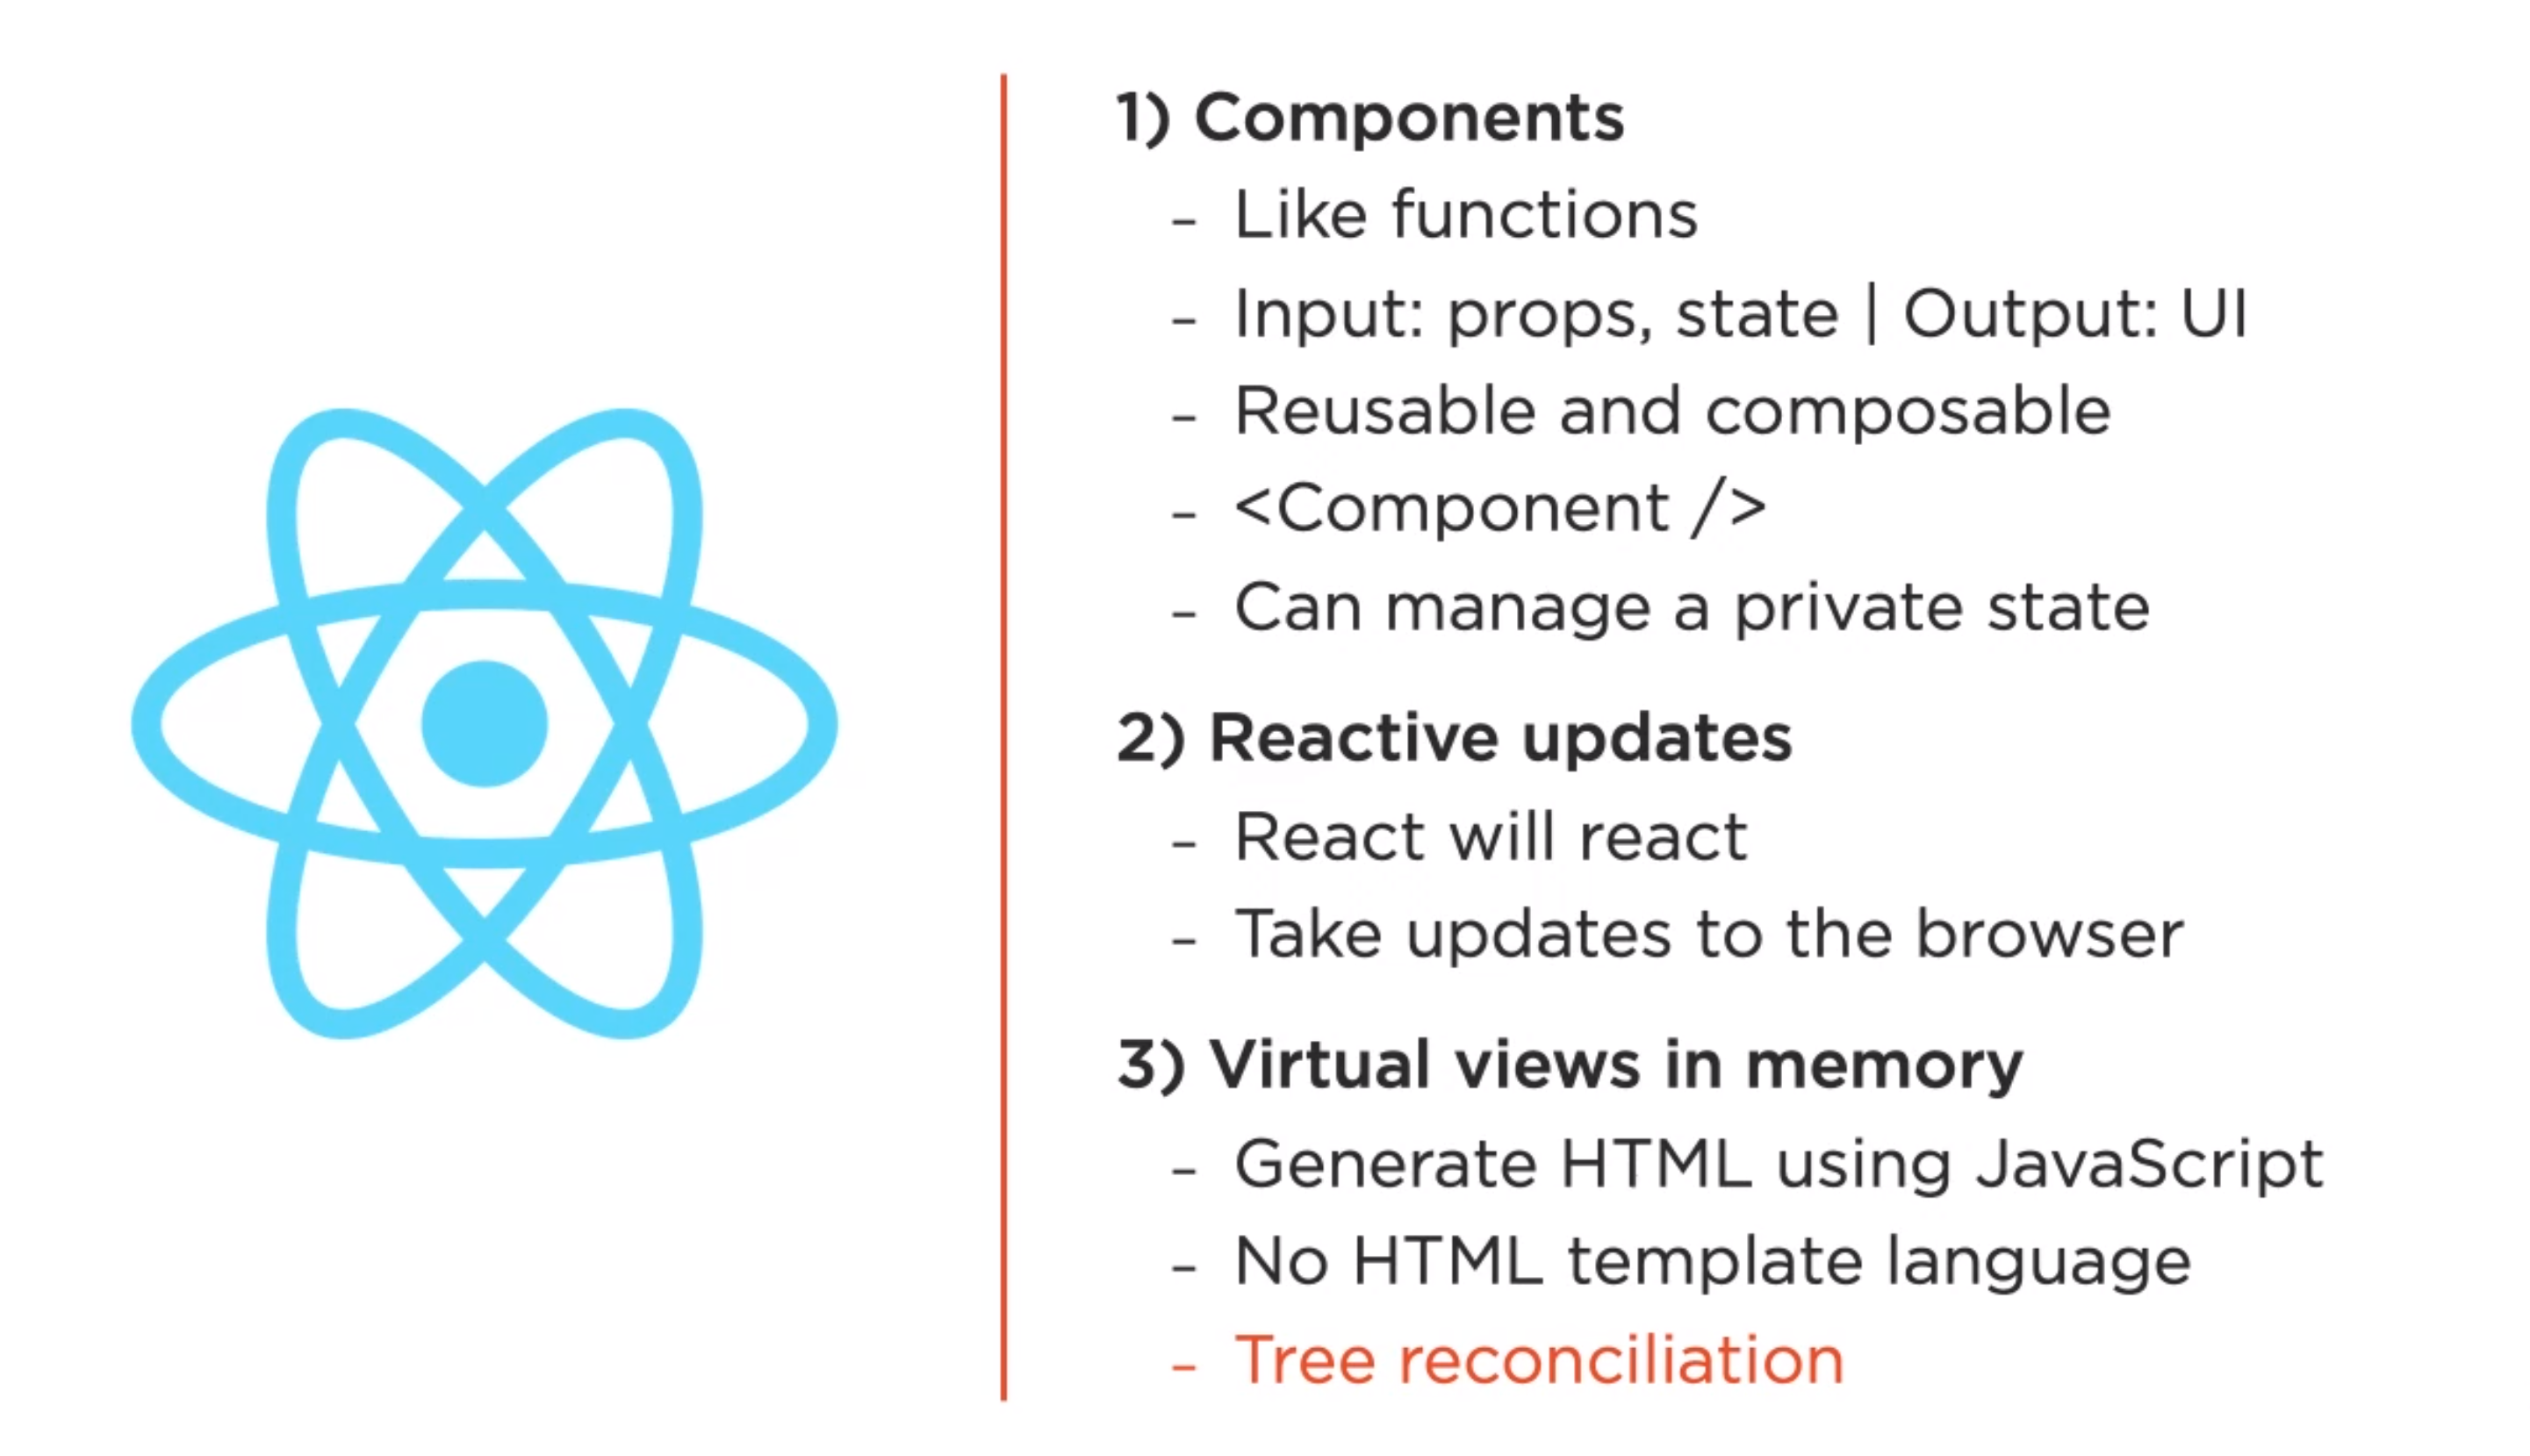 1) Components
- Like functions
- Input: props, state | Output: UI
- Reusable and composable
- <Component />
- Can manage a private state
2) Reactive updates
- React will react
- Take updates to the browser
3) Virtual views in memory
- Generate HTML using JavaScript
- No HTML template language
- Tree reconciliation